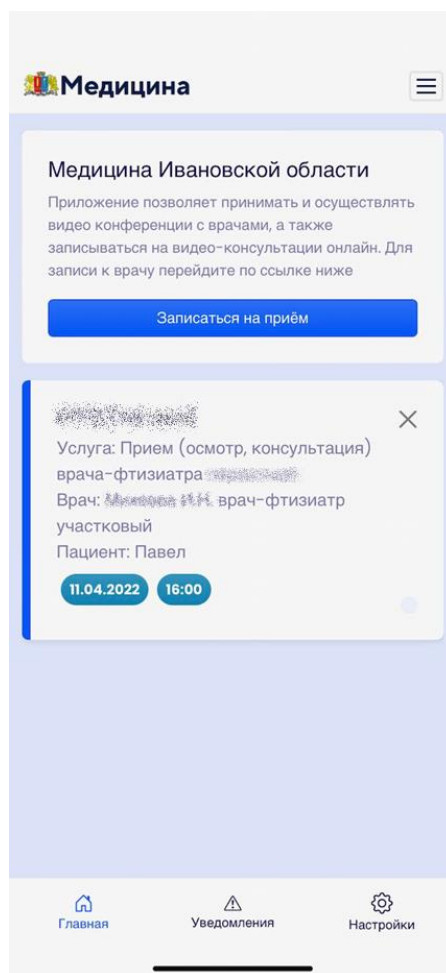 Медицина
Медицина Ивановской области
Приложение позволяет принимать и осуществлять
видео конференции с врачами, а также
записываться на видео-консультации онлайн. Для
записи к врачу перейдите по ссылке ниже
Записаться на приём
Услуга: Прием (осмотр, консультация)
врача-фтизиатра
Врач: врач-фтизиатр
участковый
Пациент: Павел
11.04.2022 16:00
Главная Уведомления Настройки